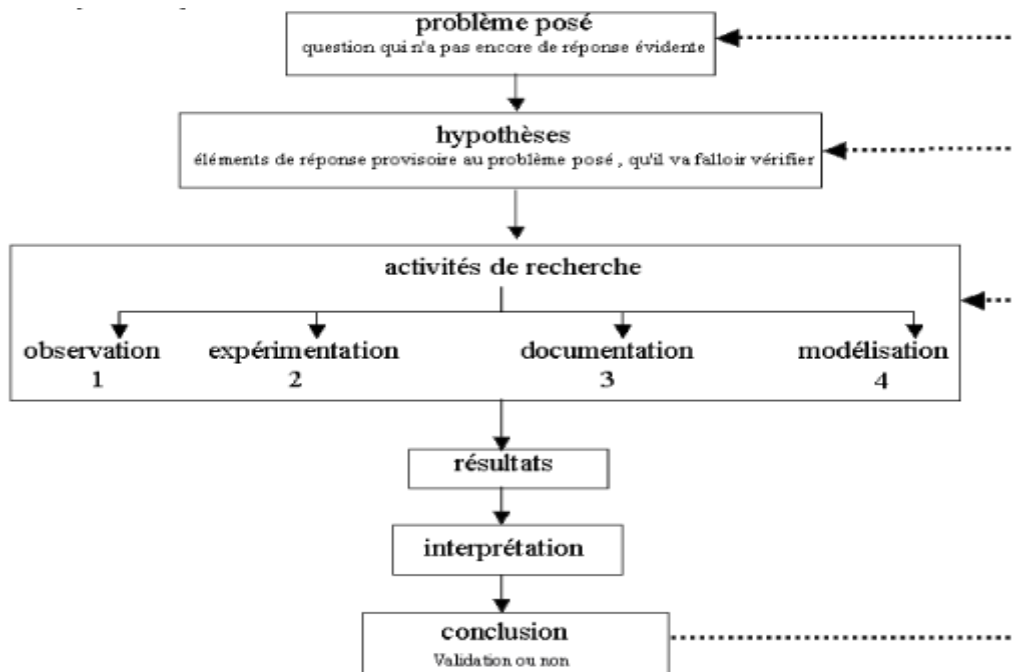 problème posé
question qui n'a pas encore de réponse évidente
hypothèses
éléments de réponse provisoire au problème posé , qu'il va falloir vérifier
activités de recherche
observation expérimentation documentation modélisation
1 2 3 4
résultats
interprétation
conclusion
Validation ou non